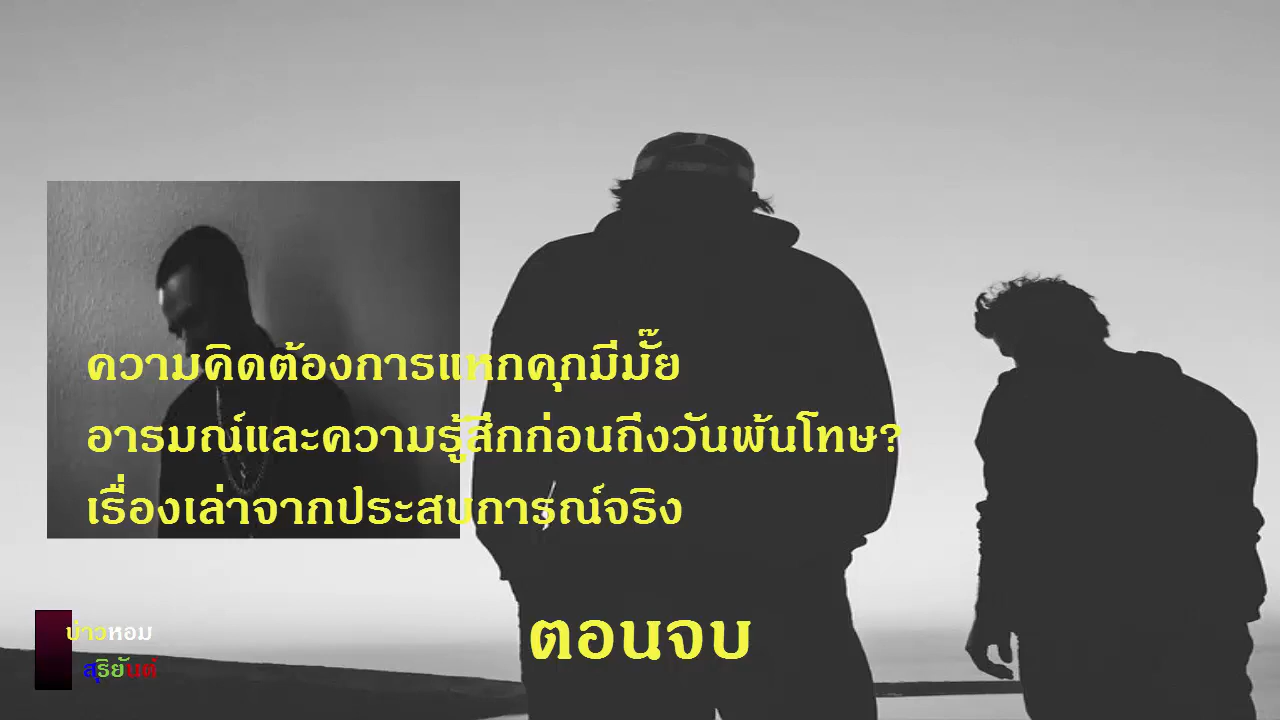 ความคิดต้องการแหกคุกมีมั๊ย
อารมณ์และความรู้สึกก่อนถึงวันพ้นโทษ?
เรื่องเล่าจากประสบการณ์จริง
ตอนจบ
บ่าวหอม
สุริยันต์